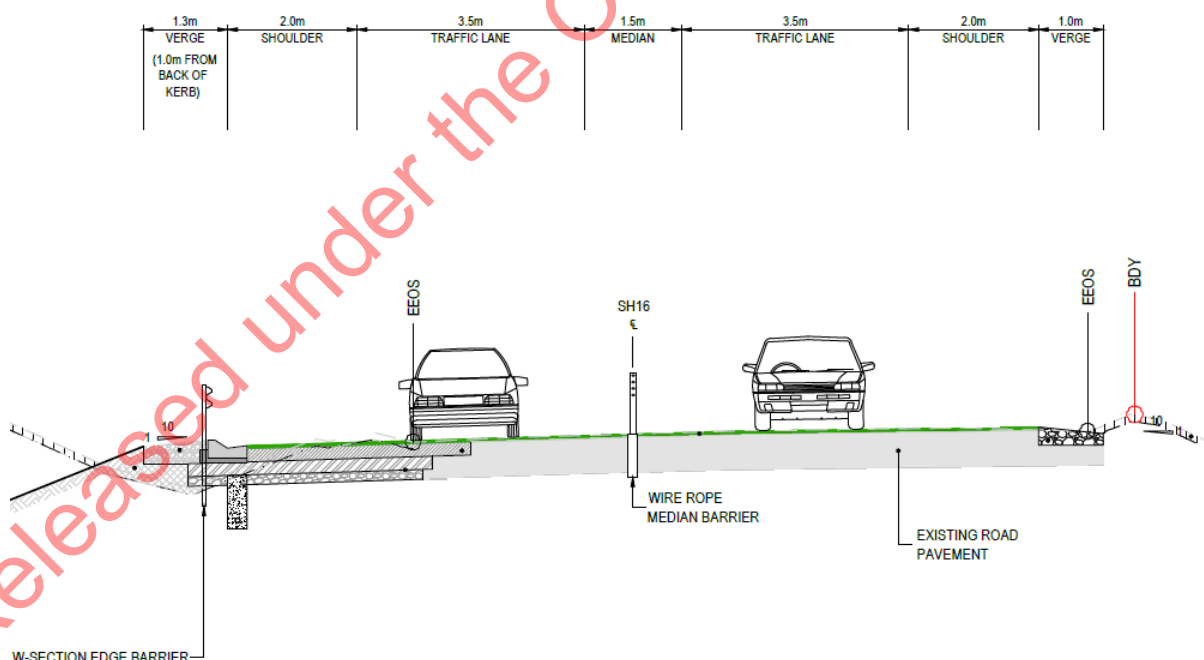 1.3m
VERGE
(1.0m FROM
BACK OF
KERB)
2.0m
SHOULDER
3.5m
TRAFFIC LANE
1.5m
MEDIAN
3.5m
TRAFFIC LANE
2.0m
SHOULDER
1.0m
VERGE
Released under the O
EEOS
SH16
℄
EEOS
BDY
10
1
10
WIRE ROPE
MEDIAN BARRIER
EXISTING ROAD
PAVEMENT
W-SECTION EDGE BARRIER